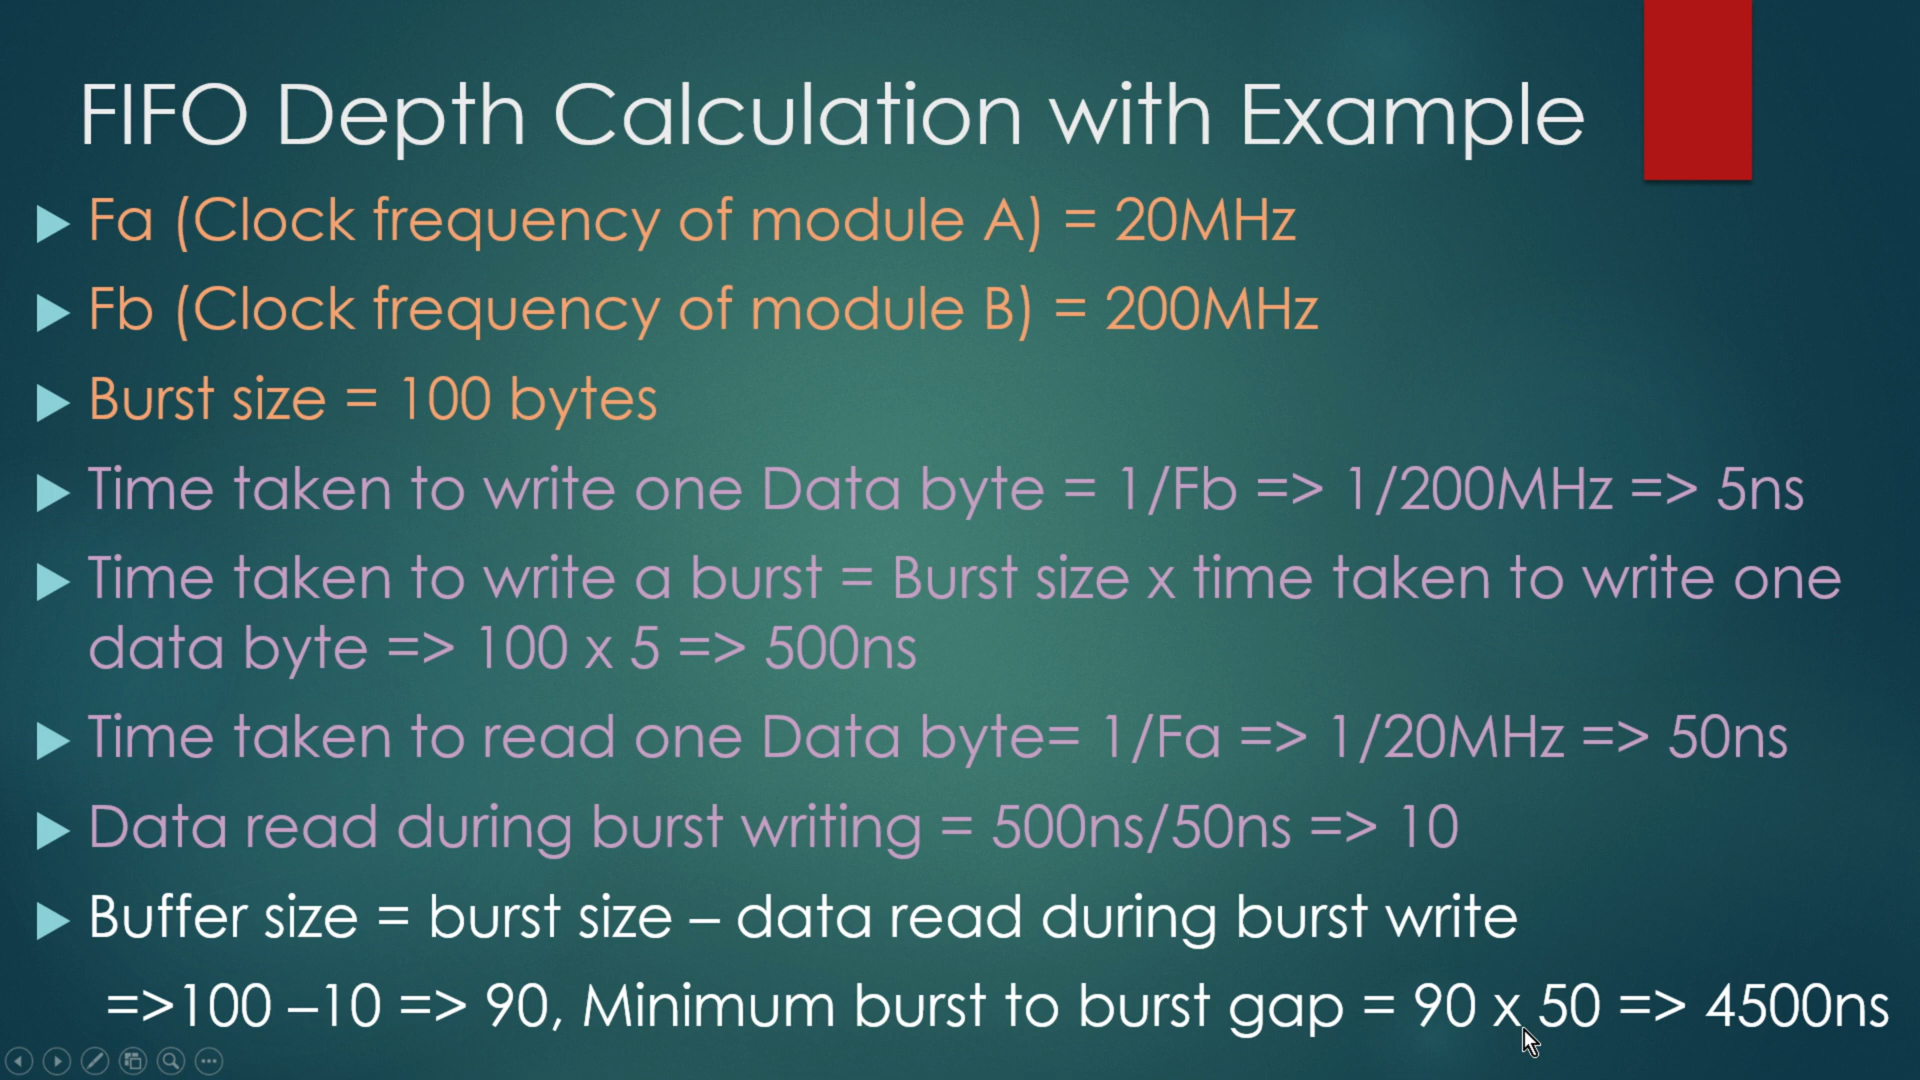 FIFO Depth Calculation with Example
Fa (Clock frequency of module A) = 20MHz
Fb (Clock frequency of module B) = 200MHz
Burst size = 100 bytes
Time taken to write one Data byte = 1/Fb => 1/200MHz => 5ns
Time taken to write a burst = Burst size x time taken to write one
data byte => 100 x 5 => 500ns
Time taken to read one Data byte= 1/Fa => 1/20MHz => 50ns
Data read during burst writing = 500ns/50ns => 10
Buffer size = burst size – data read during burst write
=>100 –10 => 90, Minimum burst to burst gap = 90 x 50 => 4500ns